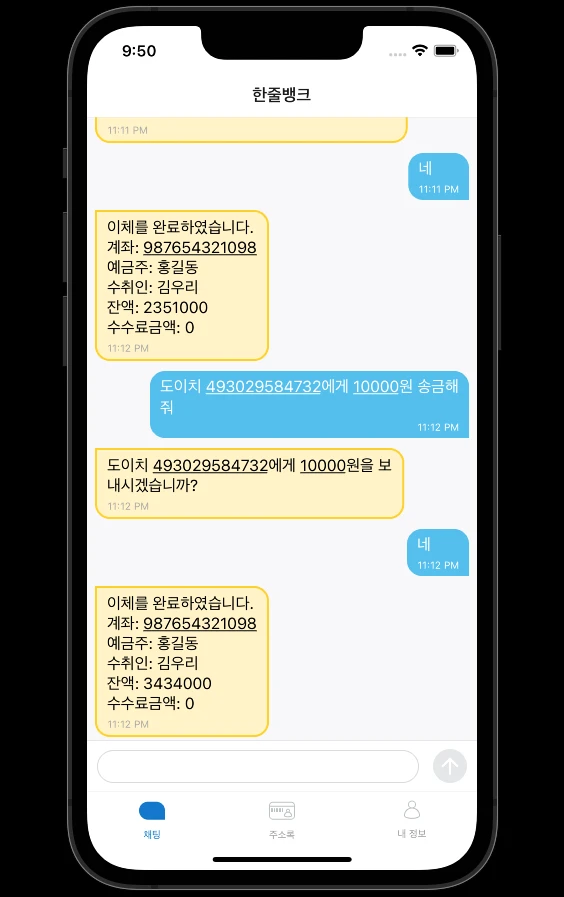 9:50
한줄뱅크
11:11 PM
네
11:11 PM
이체를 완료하였습니다.
계좌: 987654321098
예금주: 홍길동
수취인: 김우리
잔액: 2351000
수수료금액: 0
11:12 PM
도이치 493029584732에게 10000원 송금해
줘
11:12 PM
도이치 493029584732에게 10000원을 보
내시겠습니까?
11:12 PM
네
11:12 PM
이체를 완료하였습니다.
계좌: 987654321098
예금주: 홍길동
수취인: 김우리
잔액: 3434000
수수료금액: 0
11:12 PM
채팅
주소록
내 정보